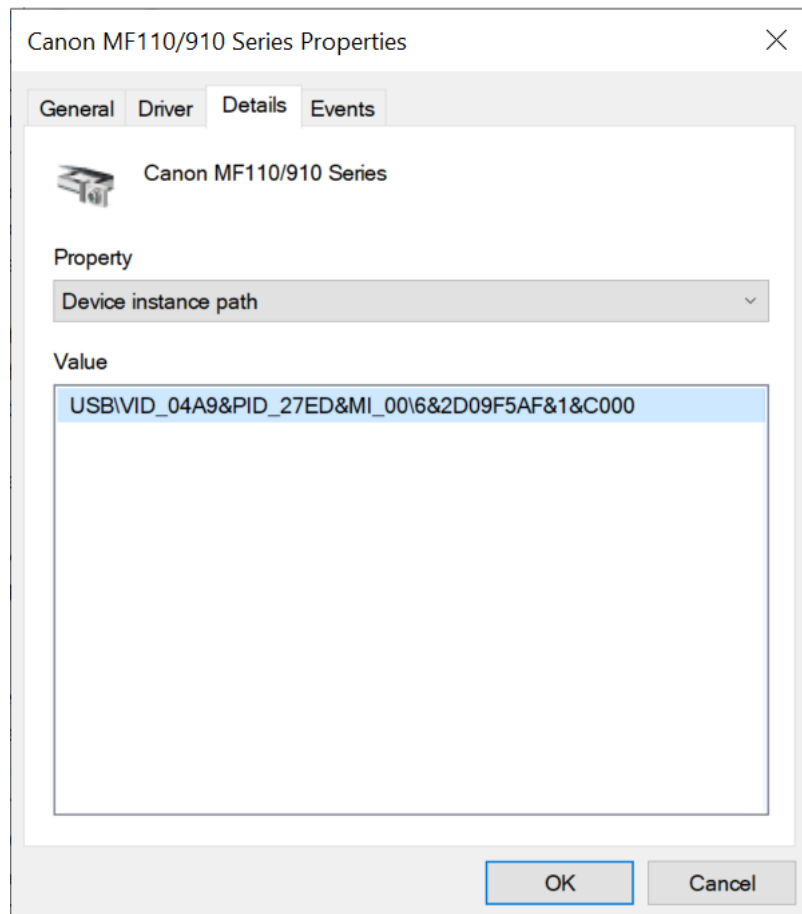 Canon MF110/910 Series Properties
General Driver Details Events
Canon MF110/910 Series
Property
Device instance path
Value
USB\VID_04A9&PID_27ED&MI_00\6&2D09F5AF&1&C000
OK Cancel